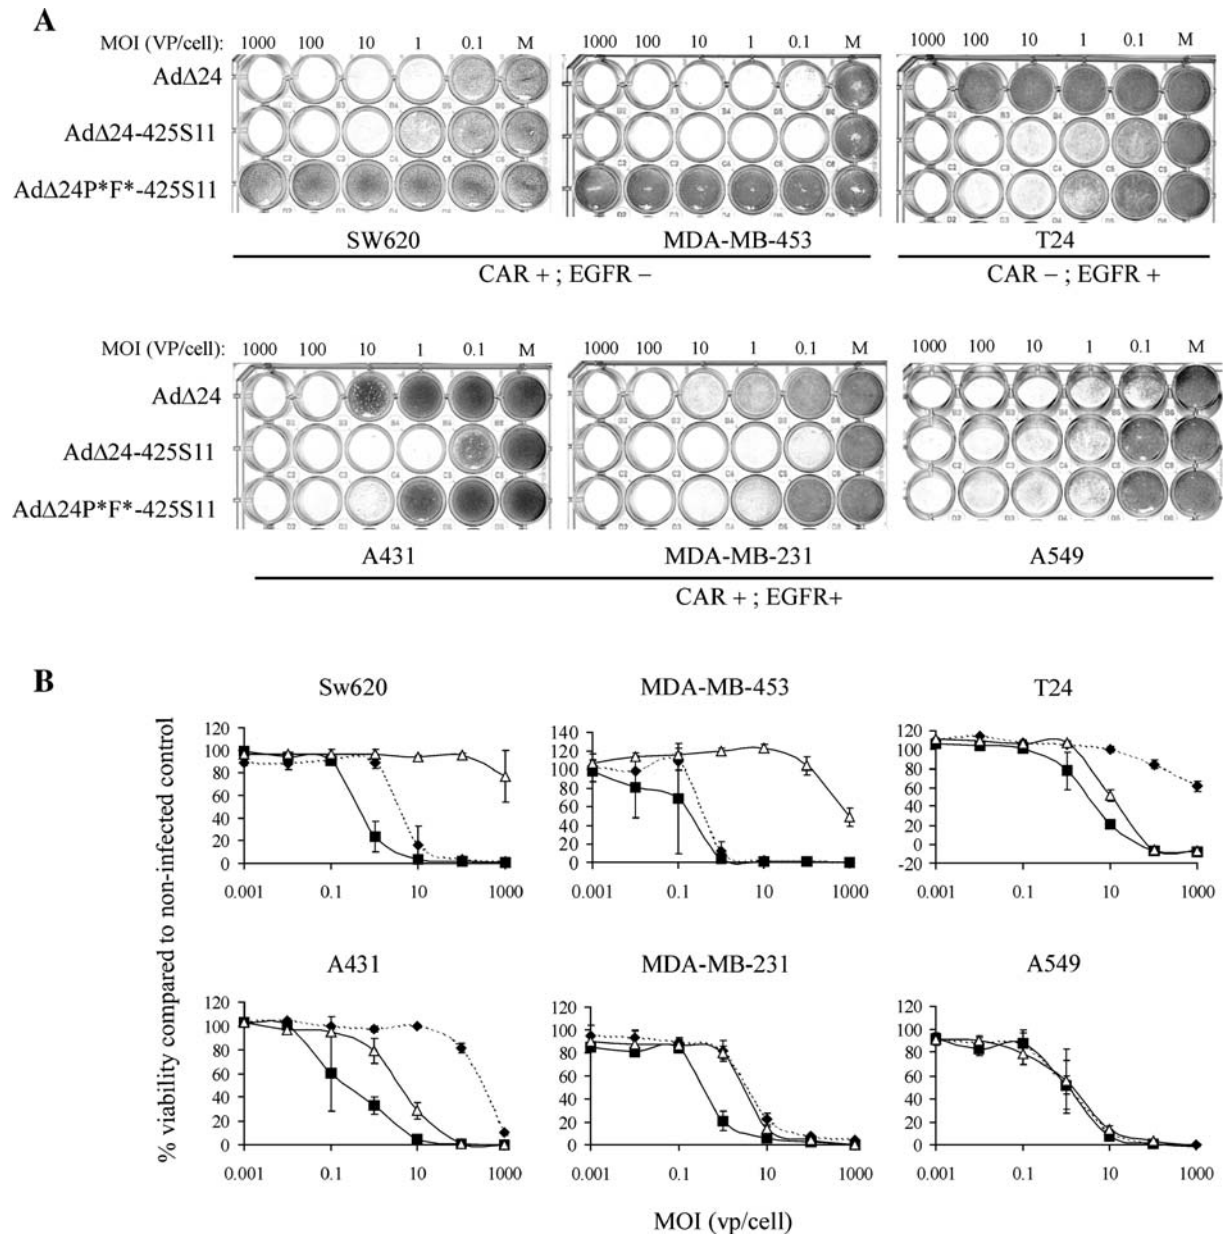 A
MOI (VP/cell): 1000 100 10 1 0.1 M 1000 100 10 1 0.1 M 1000 100 10 1 0.1 M
AdΔ24
AdΔ24-425S11
AdΔ24P*F*-425S11
SW620 MDA-MB-453 T24
CAR + ; EGFR − CAR − ; EGFR +
MOI (VP/cell): 1000 100 10 1 0.1 M 1000 100 10 1 0.1 M 1000 100 10 1 0.1 M
AdΔ24
AdΔ24-425S11
AdΔ24P*F*-425S11
A431 MDA-MB-231 A549
CAR + ; EGFR+
B
% viability compared to non-infected control
Sw620 MDA-MB-453 T24
120 100 80 60 40 20 0
0.001 0.1 10 1000
140 120 100 80 60 40 20 0
0.001 0.1 10 1000
120 100 80 60 40 20 0 -20
0.001 0.1 10 1000
A431 MDA-MB-231 A549
120 100 80 60 40 20 0
0.001 0.1 10 1000
120 100 80 60 40 20 0
0.001 0.1 10 1000
120 100 80 60 40 20 0
0.001 0.1 10 1000
MOI (vp/cell)